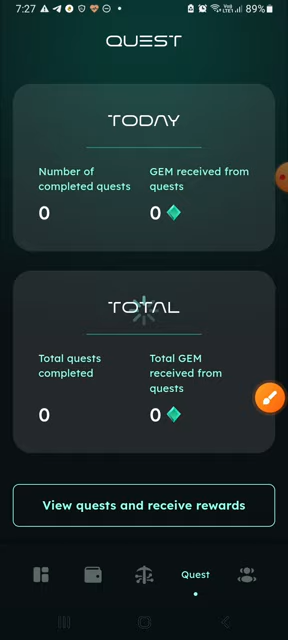 7:27
89%
QUEST
TODAY
Number of
completed quests
GEM received from
quests
0
0
TOTAL
Total quests
completed
Total GEM
received from
quests
0
0
View quests and receive rewards
Quest